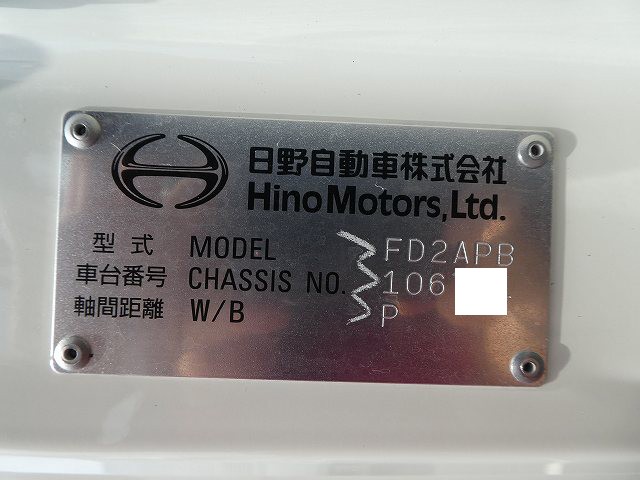 日野自動車株式会社
Hino Motors, Ltd.
型式 MODEL FD2APB
車台番号 CHASSIS NO. 106
軸間距離 W/B P